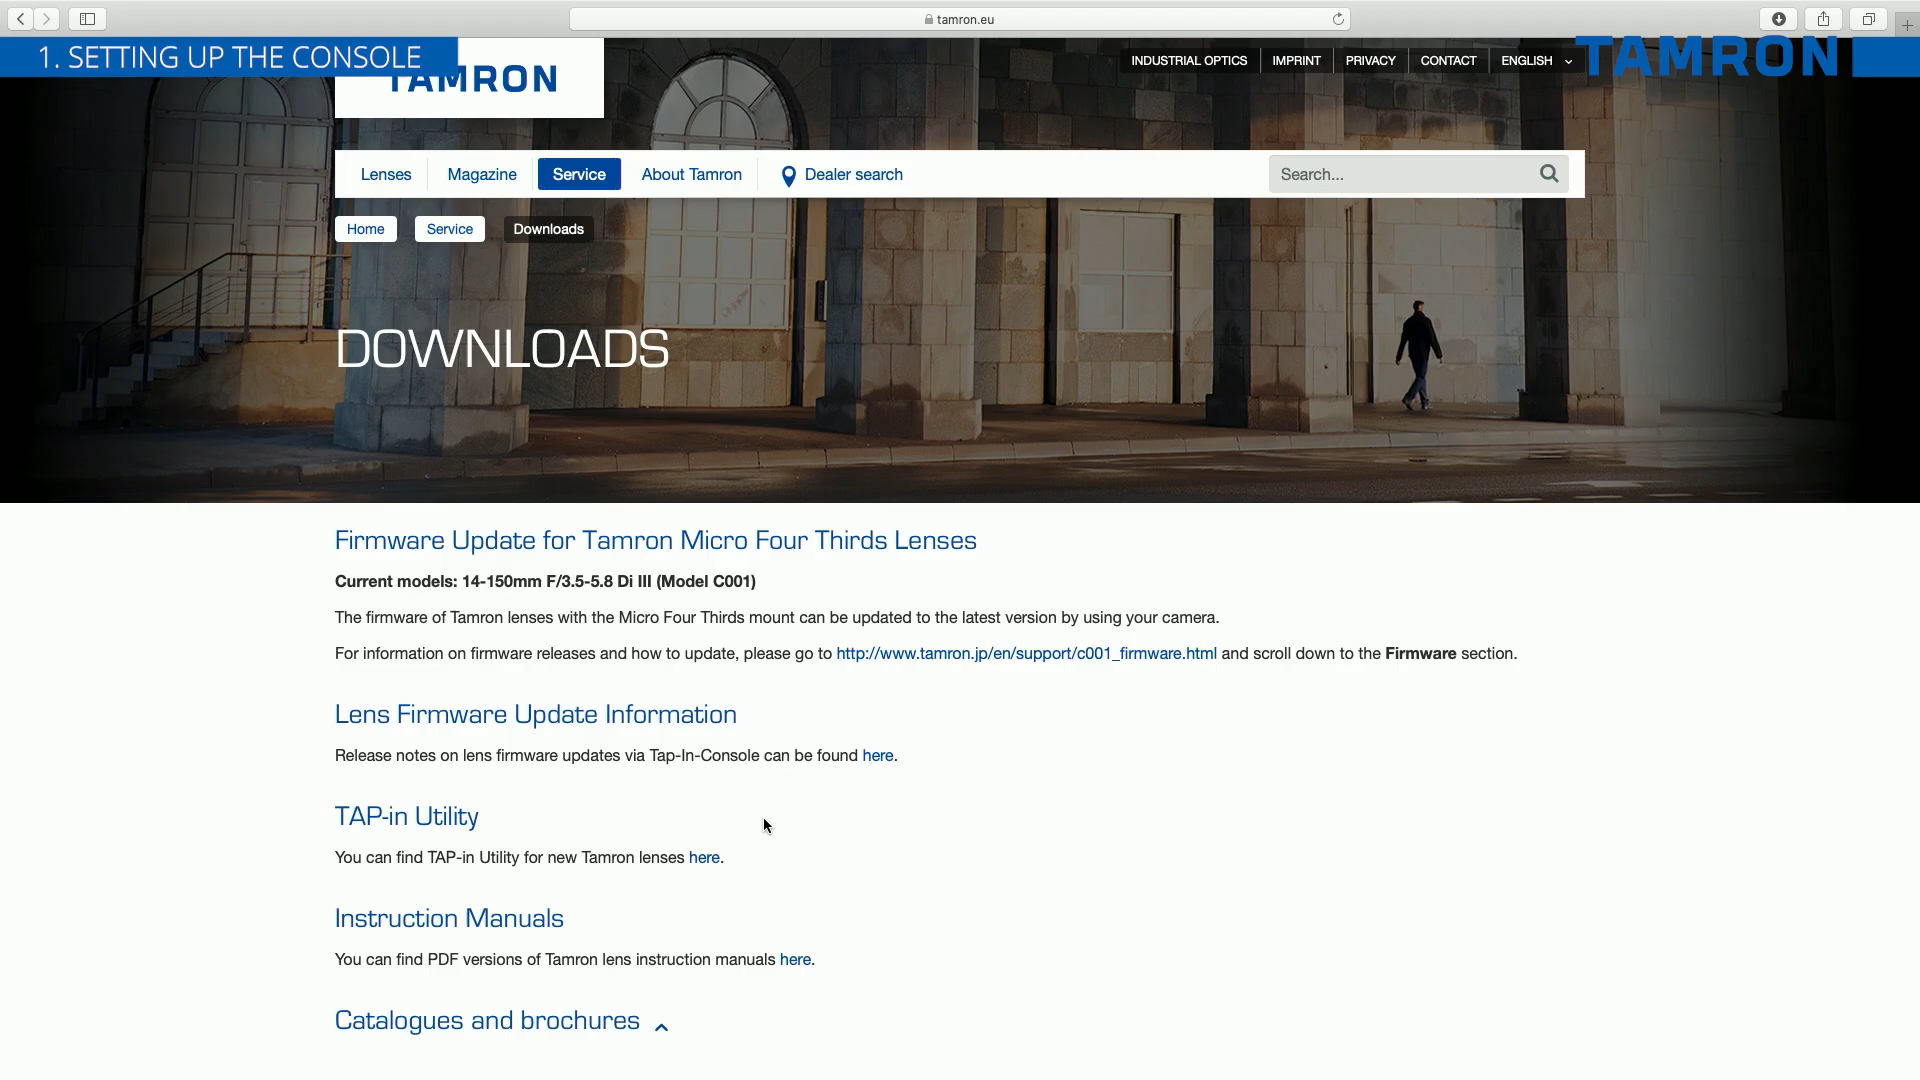 tamron.eu
1. SETTING UP THE CONSOLE
TAMRON
INDUSTRIAL OPTICS IMPRINT PRIVACY CONTACT ENGLISH
TAMRON
Lenses Magazine Service About Tamron Dealer search Search...
Home Service Downloads
DOWNLOADS
Firmware Update for Tamron Micro Four Thirds Lenses
Current models: 14-150mm F/3.5-5.8 Di III (Model C001)
The firmware of Tamron lenses with the Micro Four Thirds mount can be updated to the latest version by using your camera.
For information on firmware releases and how to update, please go to http://www.tamron.jp/en/support/c001_firmware.html and scroll down to the Firmware section.
Lens Firmware Update Information
Release notes on lens firmware updates via Tap-In-Console can be found here.
TAP-in Utility
You can find TAP-in Utility for new Tamron lenses here.
Instruction Manuals
You can find PDF versions of Tamron lens instruction manuals here.
Catalogues and brochures